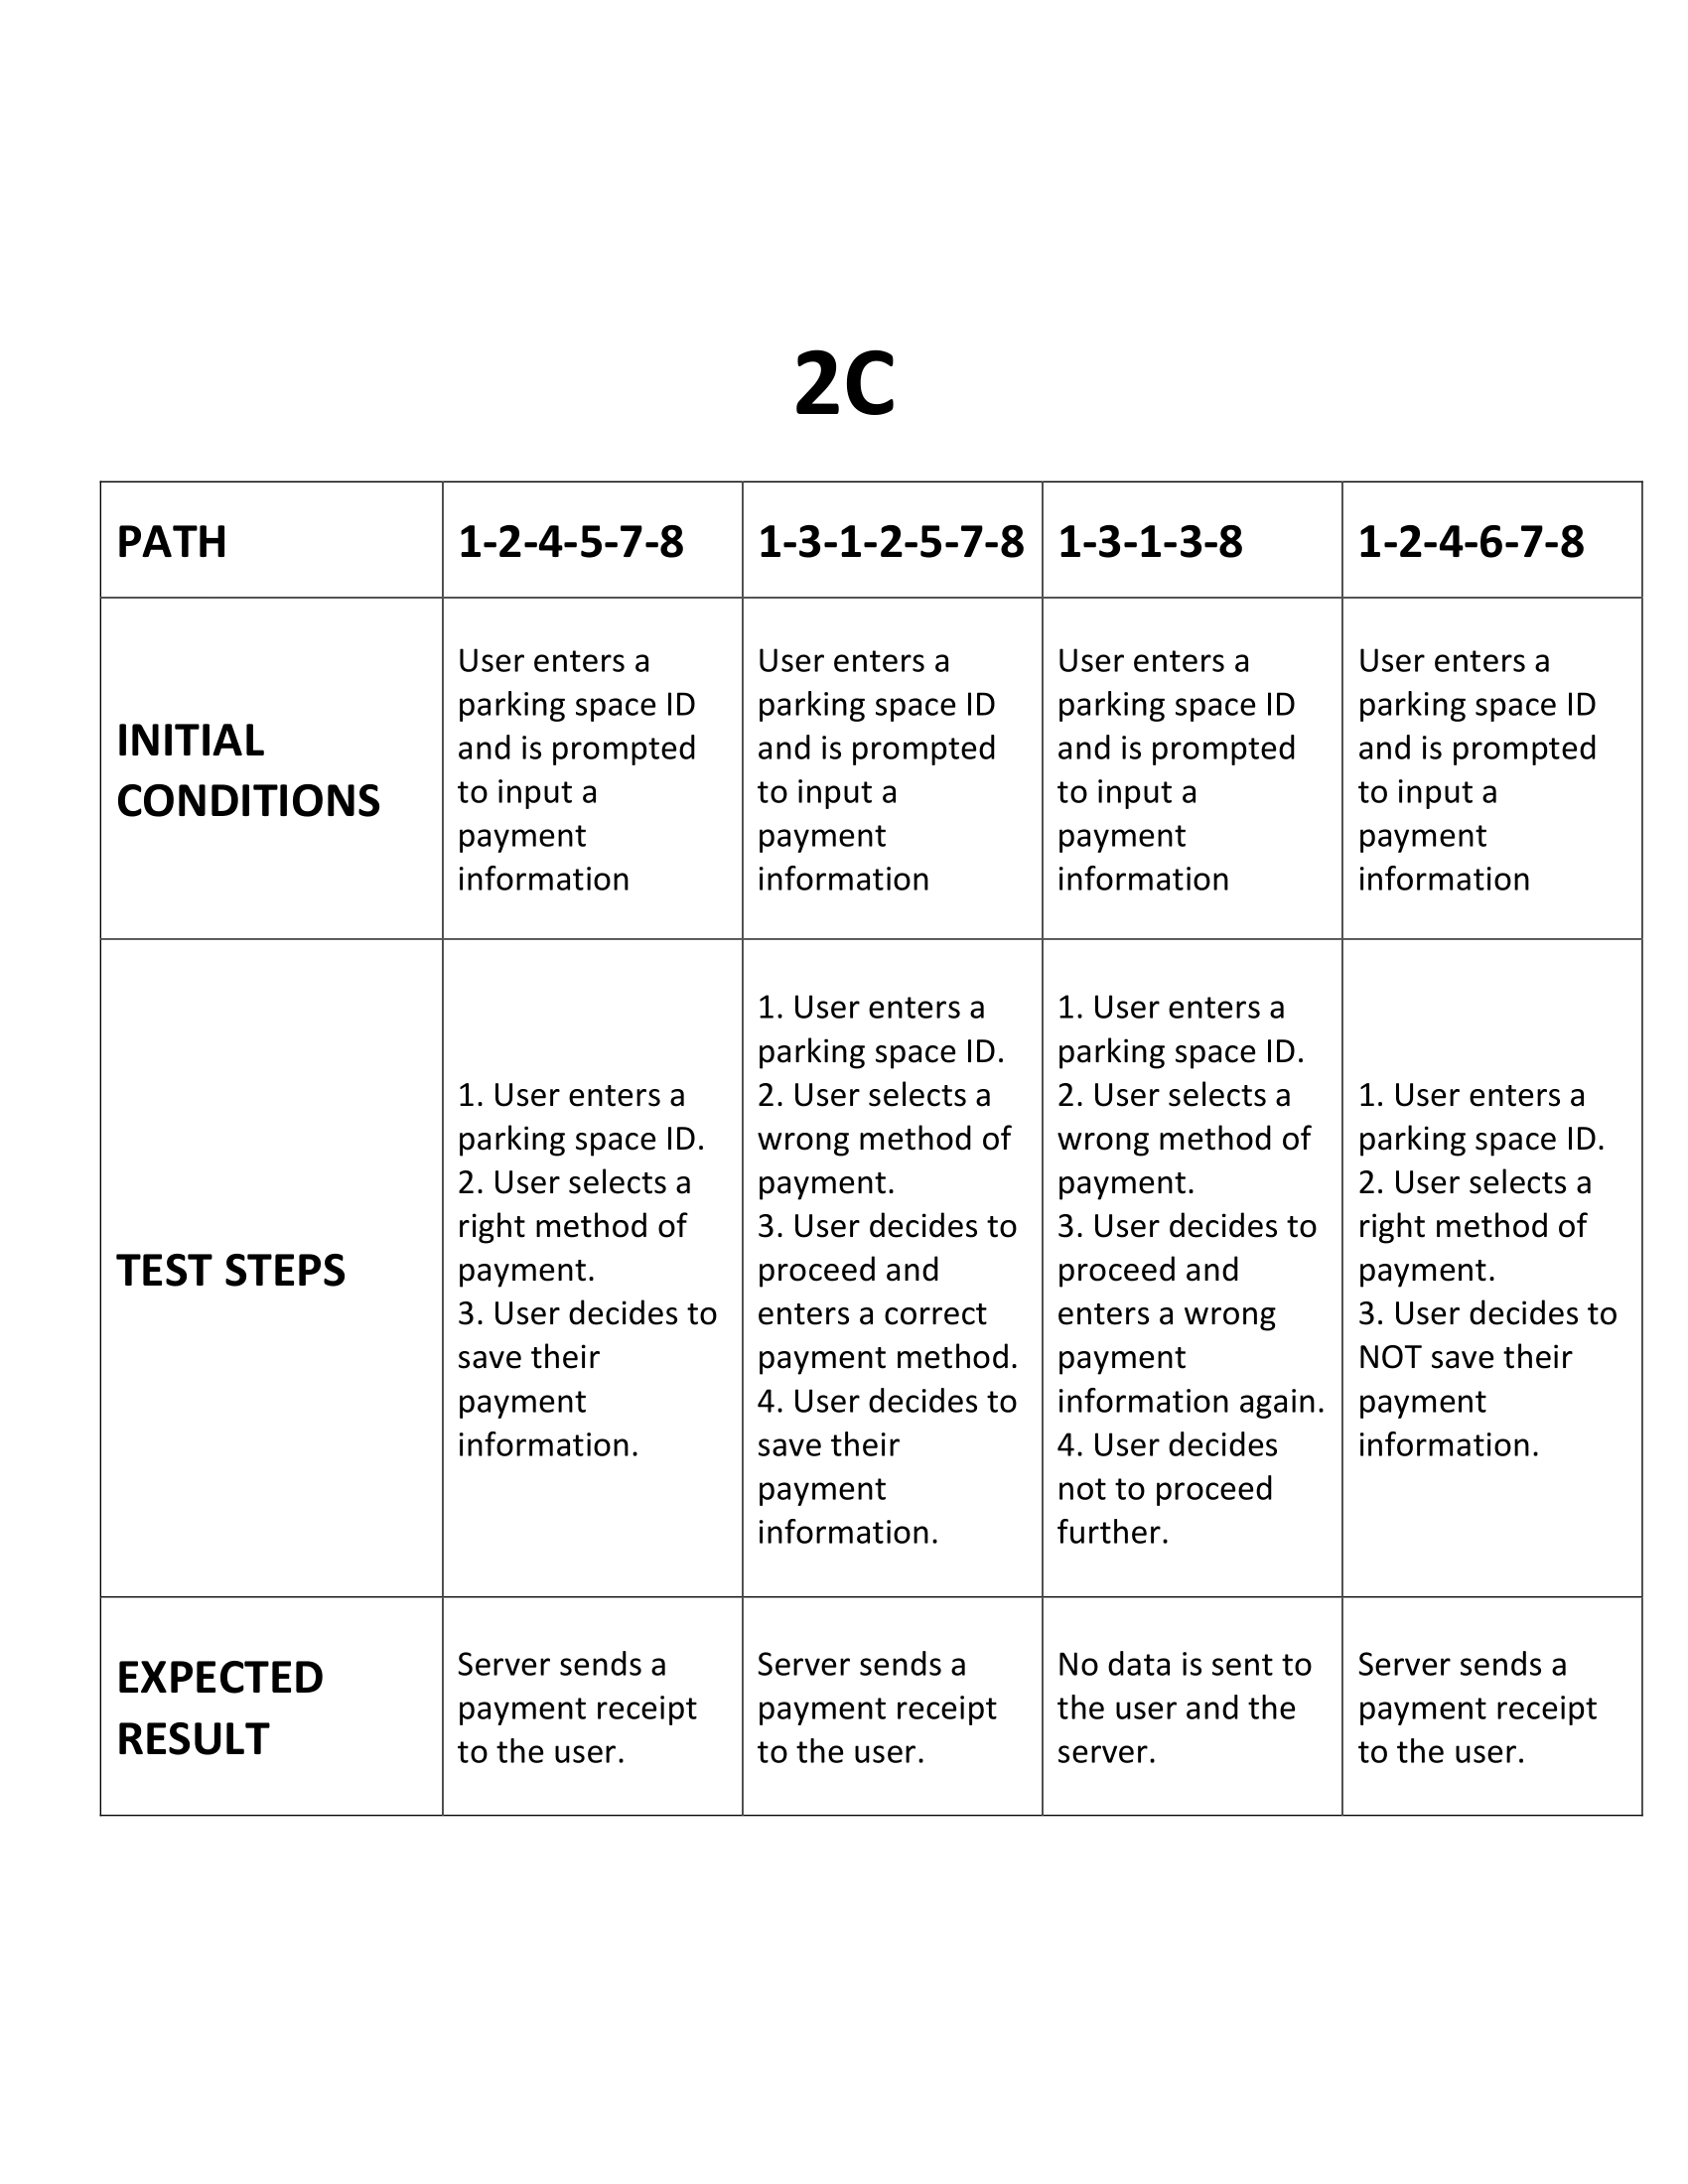 2C
PATH
1-2-4-5-7-8
1-3-1-2-5-7-8
1-3-1-3-8
1-2-4-6-7-8
INITIAL
CONDITIONS
User enters a
parking space ID
and is prompted
to input a
payment
information
User enters a
parking space ID
and is prompted
to input a
payment
information
User enters a
parking space ID
and is prompted
to input a
payment
information
User enters a
parking space ID
and is prompted
to input a
payment
information
TEST STEPS
1. User enters a
parking space ID.
2. User selects a
right method of
payment.
3. User decides to
save their
payment
information.
1. User enters a
parking space ID.
2. User selects a
wrong method of
payment.
3. User decides to
proceed and
enters a correct
payment method.
4. User decides to
save their
payment
information.
1. User enters a
parking space ID.
2. User selects a
wrong method of
payment.
3. User decides to
proceed and
enters a wrong
payment
information again.
4. User decides
not to proceed
further.
1. User enters a
parking space ID.
2. User selects a
right method of
payment.
3. User decides to
NOT save their
payment
information.
EXPECTED
RESULT
Server sends a
payment receipt
to the user.
Server sends a
payment receipt
to the user.
No data is sent to
the user and the
server.
Server sends a
payment receipt
to the user.